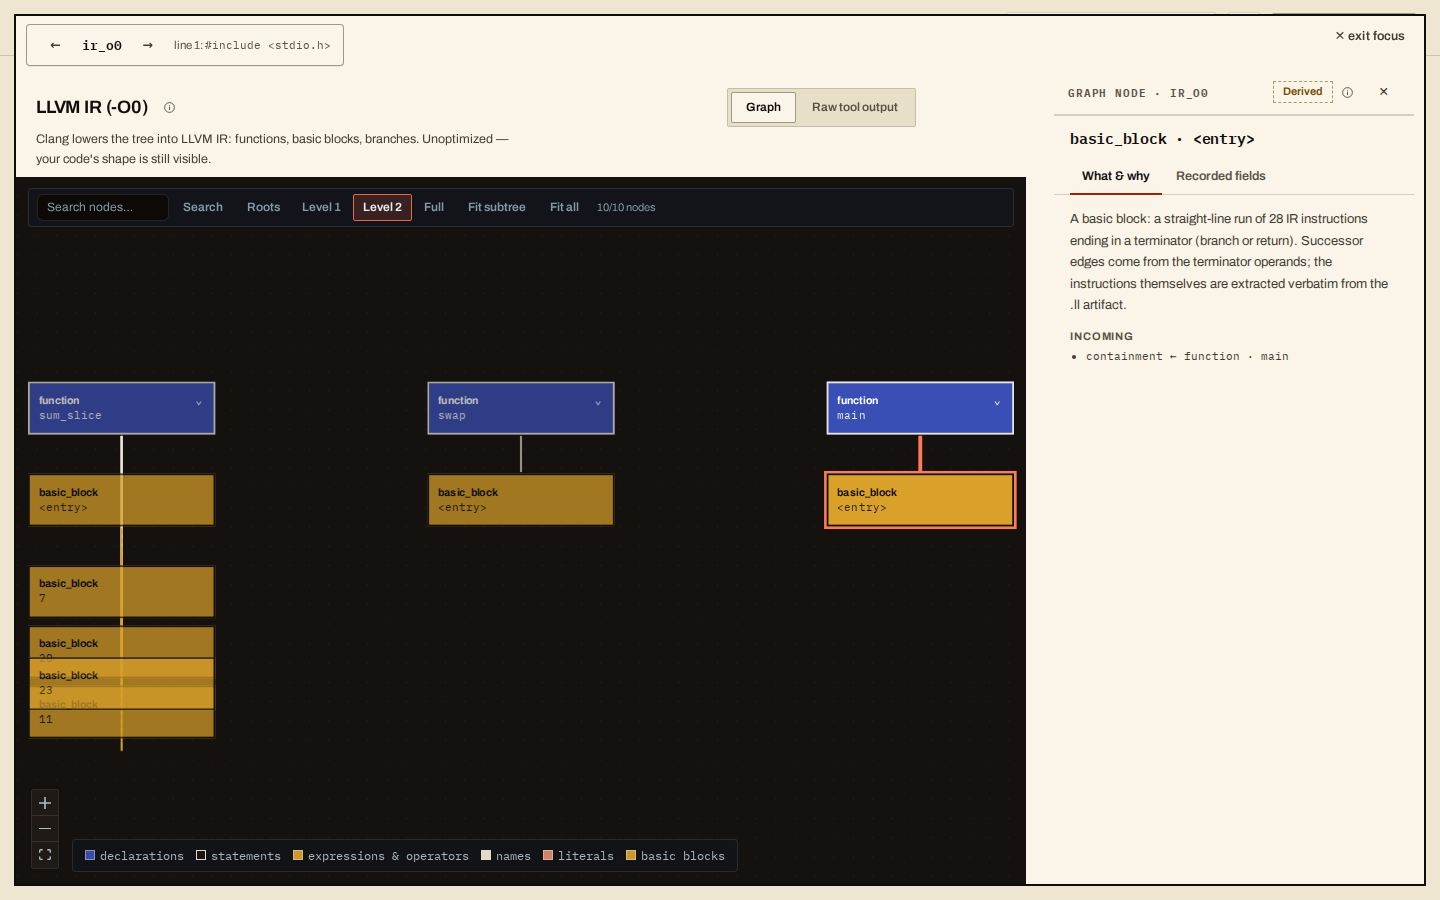 ← ir_o0 → line 1: #include <stdio.h>
× exit focus
LLVM IR (-O0)
Graph
Raw tool output
Clang lowers the tree into LLVM IR: functions, basic blocks, branches. Unoptimized —
your code's shape is still visible.
Search nodes...
Search
Roots
Level 1
Level 2
Full
Fit subtree
Fit all
10/10 nodes
function
sum_slice
function
swap
function
main
basic_block
<entry>
basic_block
<entry>
basic_block
<entry>
basic_block
7
basic_block
20
basic_block
23
basic_block
11
declarations
statements
expressions & operators
names
literals
basic blocks
GRAPH NODE · IR_O0
Derived
×
basic_block · <entry>
What & why
Recorded fields
A basic block: a straight-line run of 28 IR instructions
ending in a terminator (branch or return). Successor
edges come from the terminator operands; the
instructions themselves are extracted verbatim from the
.ll artifact.
INCOMING
• containment ← function · main